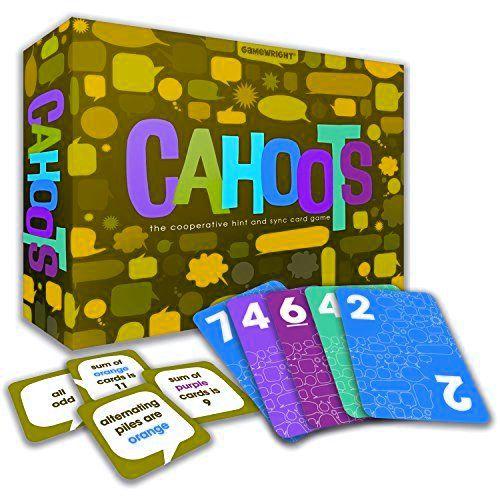 GAMEWRIGHT®
CAHOOTS
the cooperative hint and sync card game
CAHOOTS
7
4
6
4
2
2
all
odd
sum of
orange
cards is
11
sum of
purple
cards is
9
alternating
piles are
orange